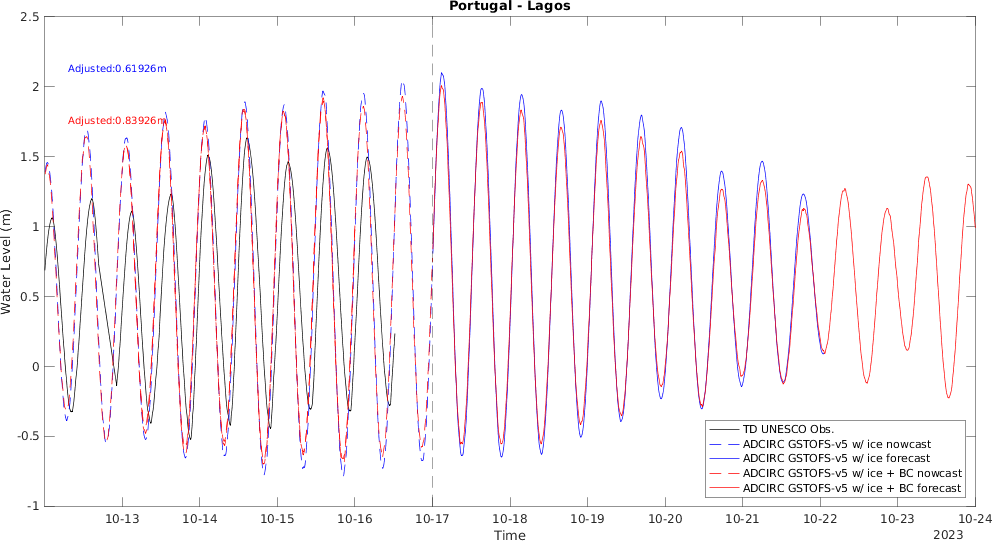 Portugal - Lagos
Adjusted:0.61926m
Adjusted:0.83926m
Water Level (m)
2.5
2
1.5
1
0.5
0
-0.5
-1
TD UNESCO Obs.
ADCIRC GSTOFS-v5 w/ ice nowcast
ADCIRC GSTOFS-v5 w/ ice forecast
ADCIRC GSTOFS-v5 w/ ice + BC nowcast
ADCIRC GSTOFS-v5 w/ ice + BC forecast
10-13 10-14 10-15 10-16 10-17 10-18 10-19 10-20 10-21 10-22 10-23 10-24
Time
2023